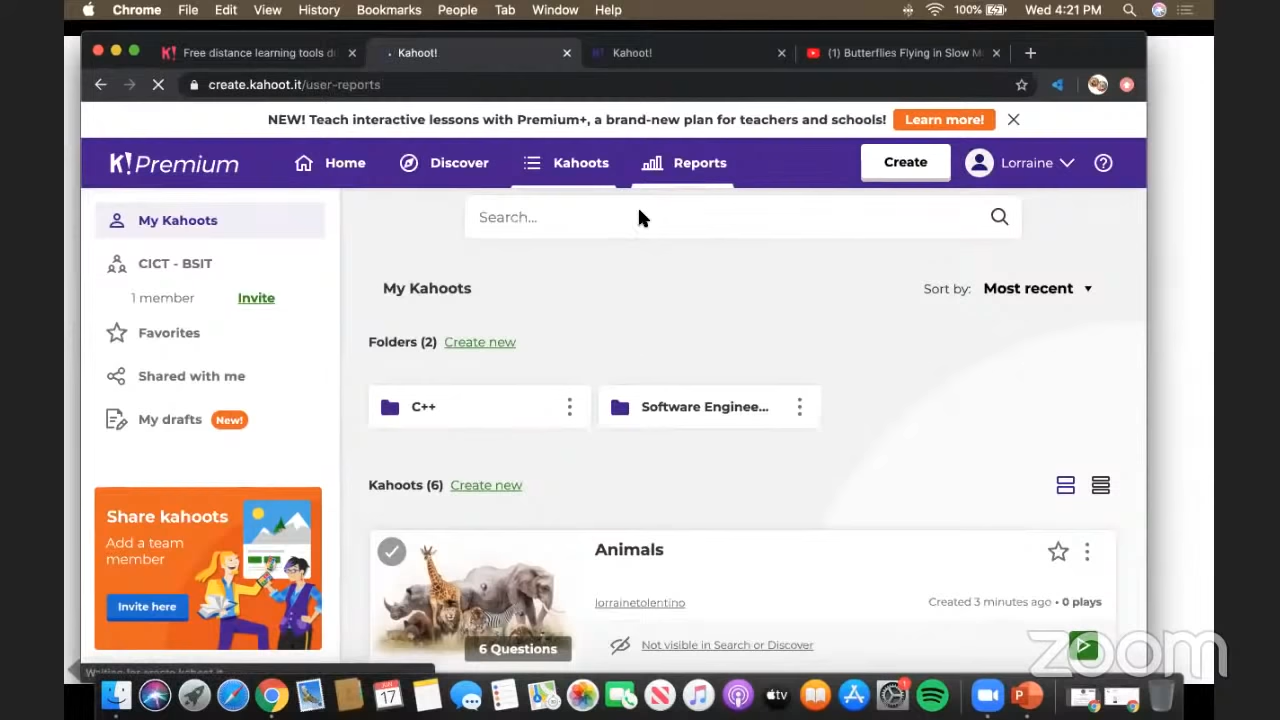 Chrome File Edit View History Bookmarks People Tab Window Help 100% Wed 4:21 PM
Free distance learning tools Kahoot! Kahoot! (1) Butterflies Flying in Slow
create.kahoot.it/user-reports
NEW! Teach interactive lessons with Premium+, a brand-new plan for teachers and schools! Learn more!
K! Premium Home Discover Kahoots Reports Create Lorraine
My Kahoots
Search...
CICT - BSIT
1 member Invite
My Kahoots Sort by: Most recent
Favorites
Folders (2) Create new
Shared with me
C++ Software Enginee...
My drafts New!
Kahoots (6) Create new
Share kahoots
Add a team
member
Invite here
Animals
lorrainetolentino Created 3 minutes ago • 0 plays
6 Questions Not visible in Search or Discover
zoom
JUN
17
1